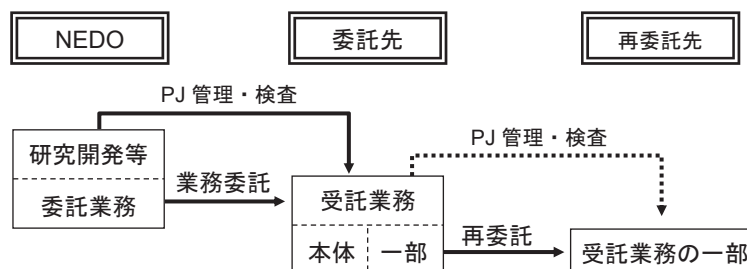 NEDO
委託先
再委託先
PJ 管理・検査
PJ 管理・検査
研究開発等
委託業務
業務委託
受託業務
本体
一部
再委託
受託業務の一部